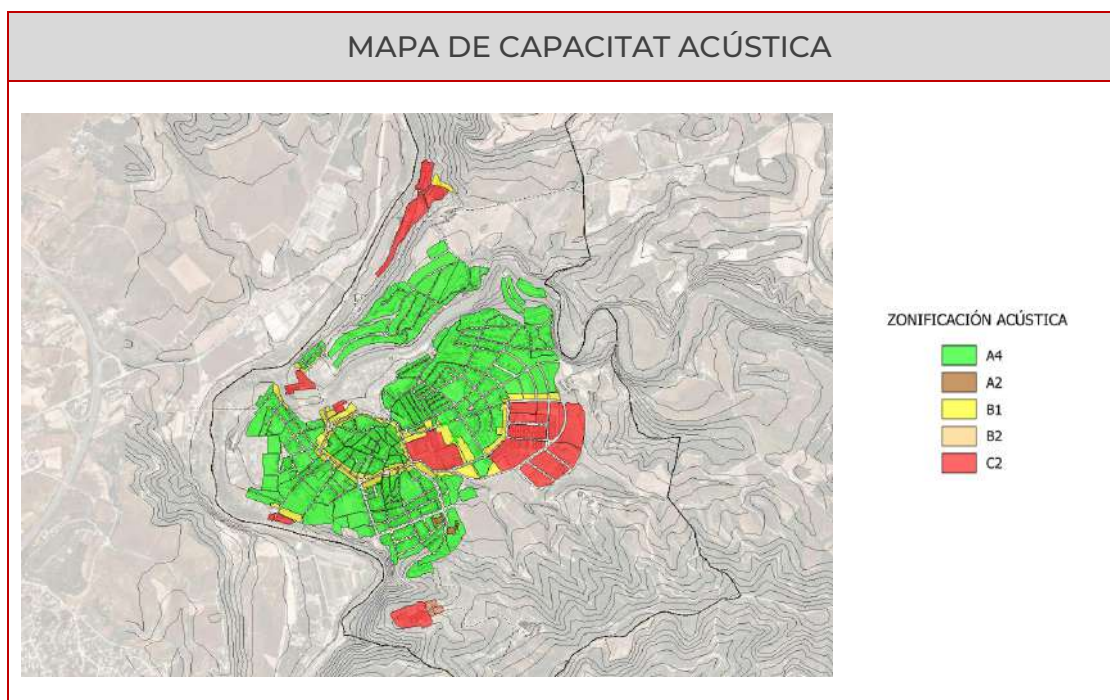 MAPA DE CAPACITAT ACÚSTICA
ZONIFICACIÓN ACÚSTICA
A4
A2
B1
B2
C2